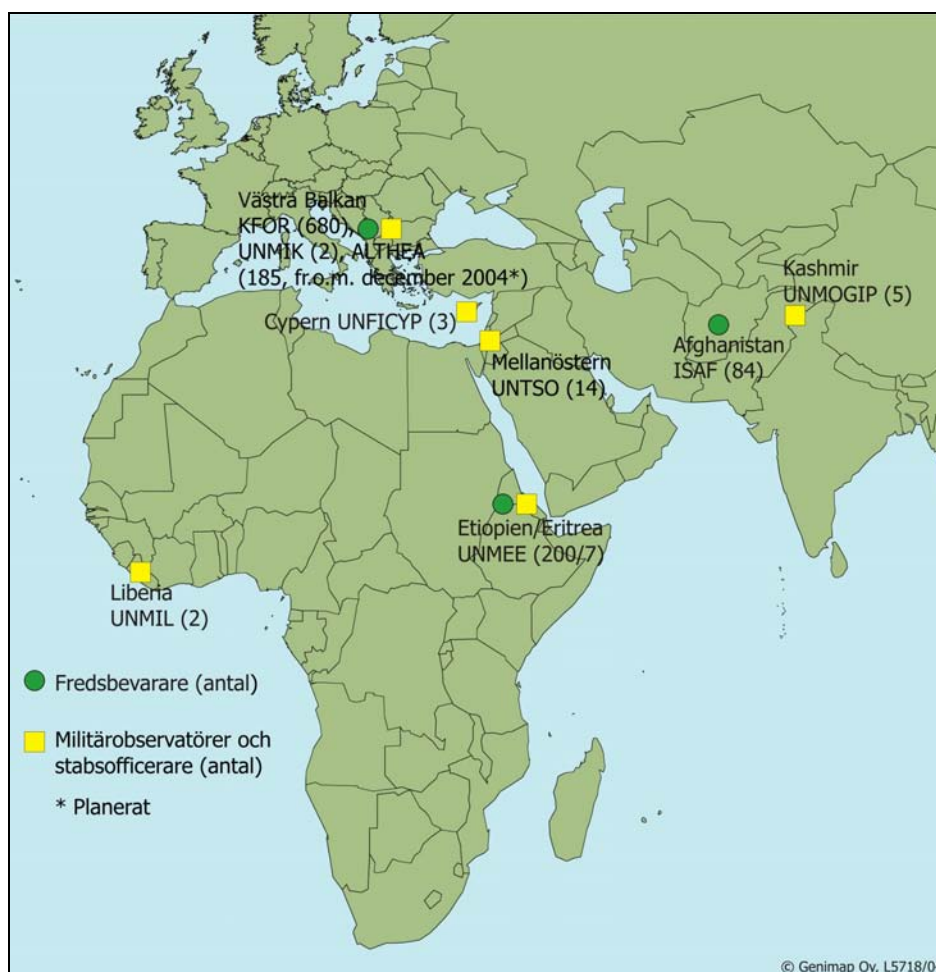 Västra Balkan
KFOR (680),
UNMIK (2), ALTHEA
(185, fr.o.m. december 2004*)
Kashmir
UNMOGIP (5)
Cypern UNFICYP (3)
Afghanistan
ISAF (84)
Mellanöstern
UNTSO (14)
Etiopien/Eritrea
UNMEE (200/7)
Liberia
UNMIL (2)
Fredsbevarare (antal)
Militärobservatörer och
stabsofficerare (antal)
* Planerat
© Genimap Oy, L5718/0